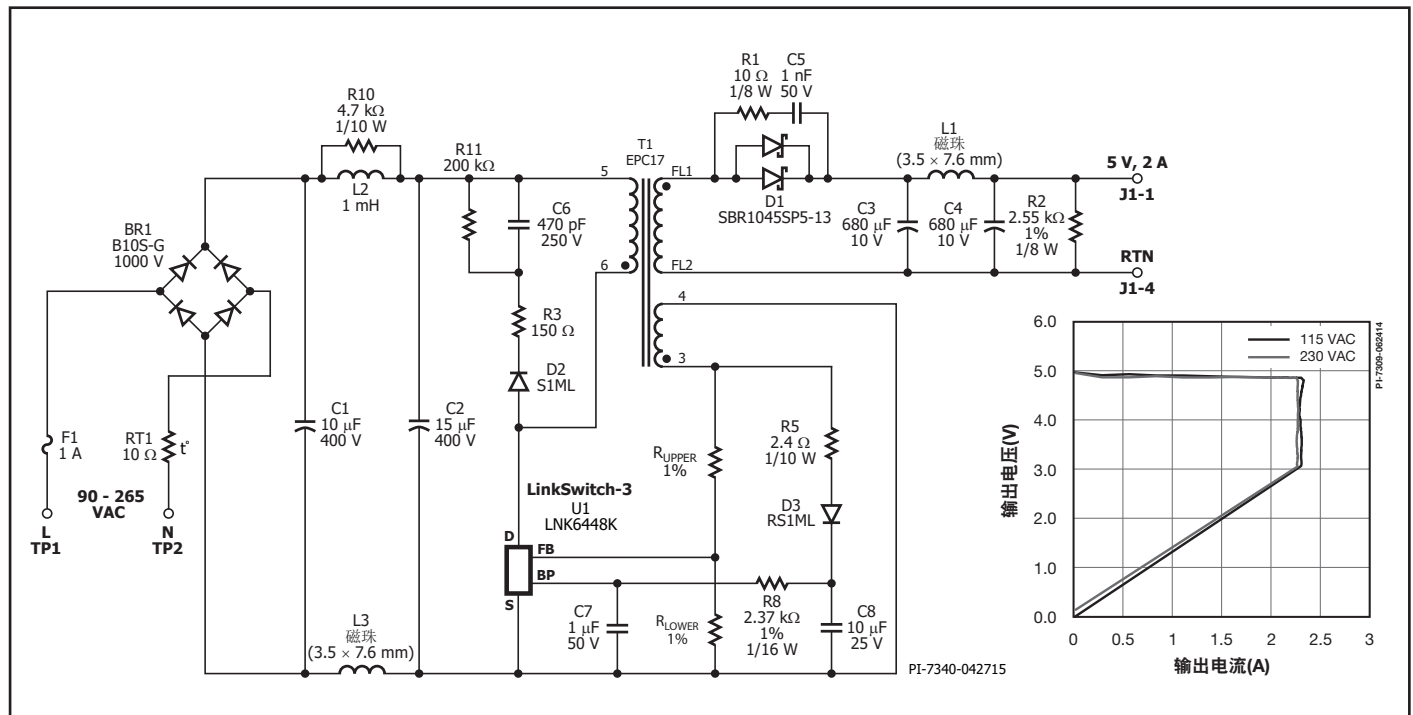 R10
4.7 kΩ
1/10 W
L2
1 mH
R11
200 kΩ
C6
470 pF
250 V
R3
150 Ω
D2
S1ML
BR1
B10S-G
1000 V
F1
1 A
RT1
10 Ω
t°
90 - 265
VAC
L
TP1
N
TP2
C1
10 µF
400 V
C2
15 µF
400 V
L3
磁珠
(3.5 × 7.6 mm)
T1
EPC17
5
6
FL1
FL2
4
3
R1
10 Ω
1/8 W
C5
1 nF
50 V
D1
SBR1045SP5-13
L1
磁珠
(3.5 × 7.6 mm)
C3
680 µF
10 V
C4
680 µF
10 V
R2
2.55 kΩ
1%
1/8 W
5 V, 2 A
J1-1
RTN
J1-4
LinkSwitch-3
U1
LNK6448K
D
FB
BP
S
RUPPER
1%
RLOWER
1%
R5
2.4 Ω
1/10 W
D3
RS1ML
R8
2.37 kΩ
1%
1/16 W
C7
1 µF
50 V
C8
10 µF
25 V
PI-7340-042715
输出电压(V)
6.0
5.0
4.0
3.0
2.0
1.0
0.0
115 VAC
230 VAC
0 0.5 1 1.5 2 2.5 3
输出电流(A)
PI-7309-062414